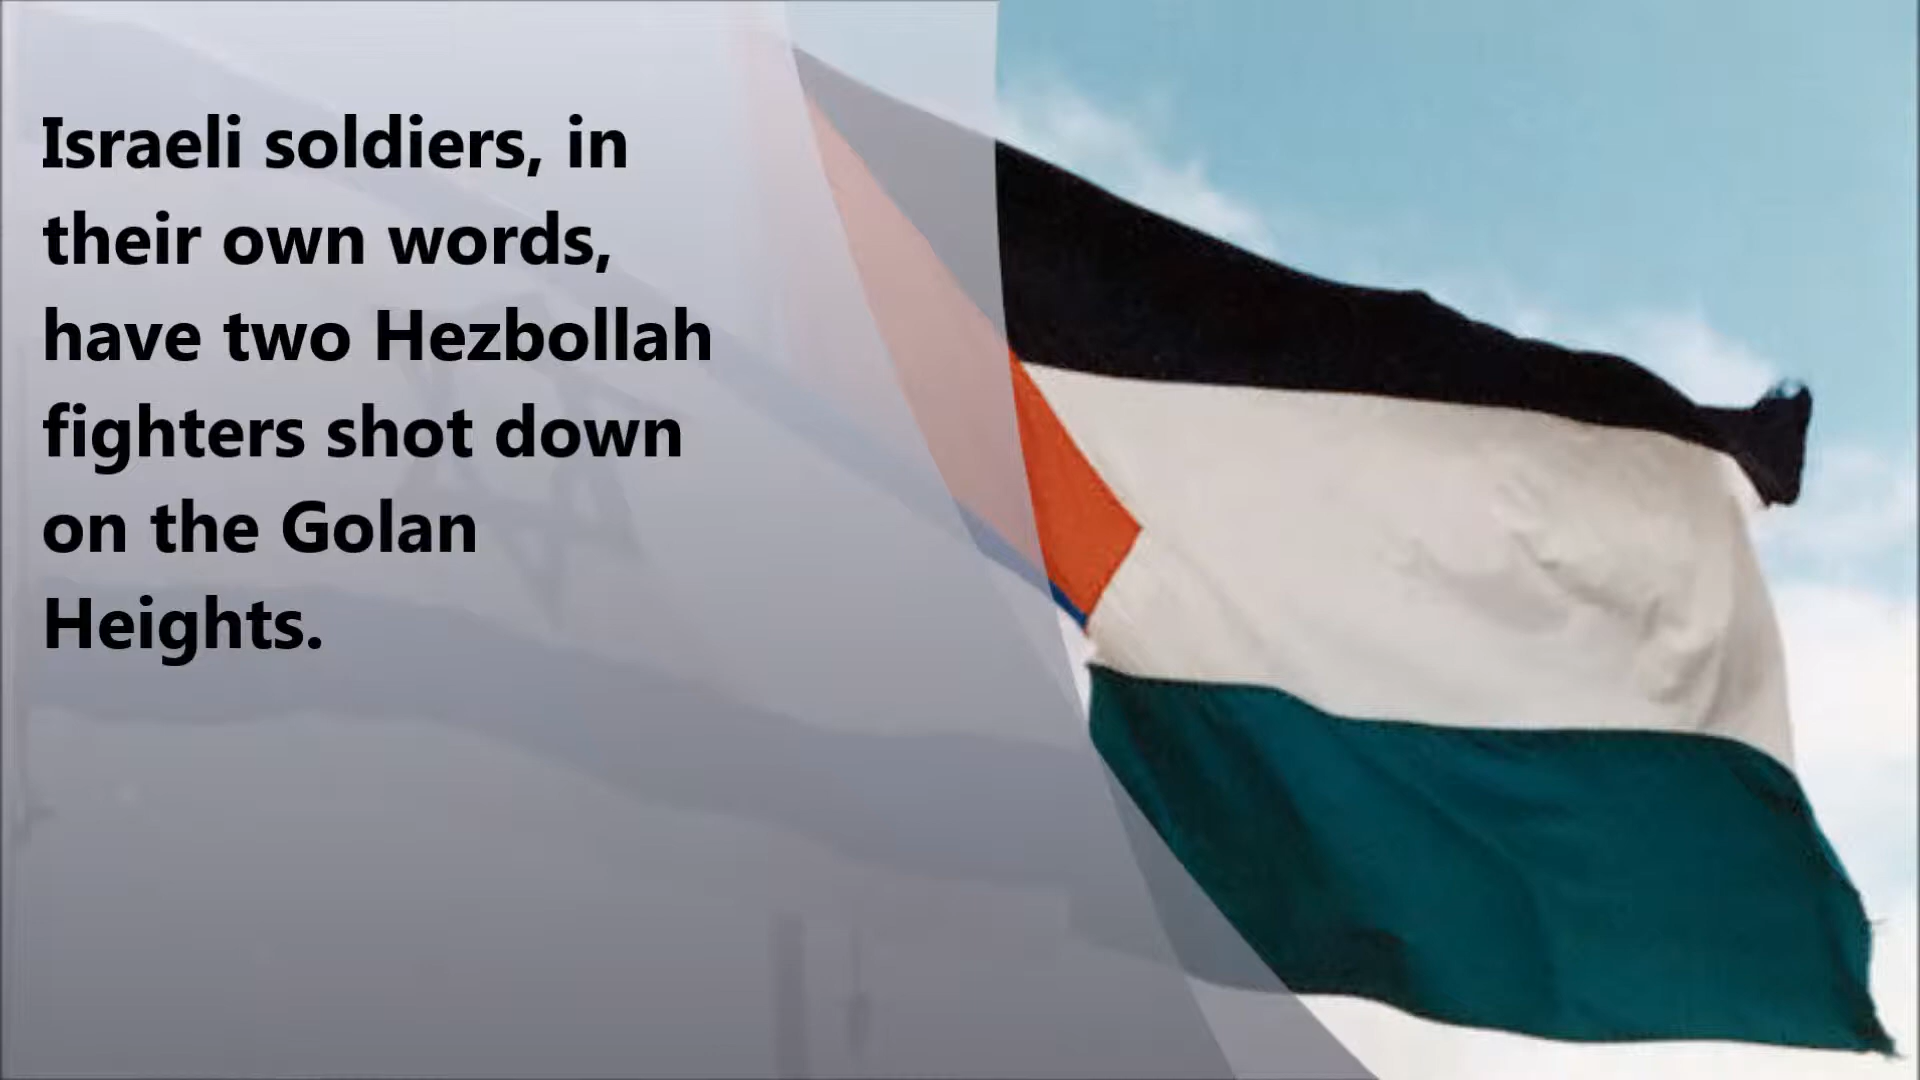 Israeli soldiers, in
their own words,
have two Hezbollah
fighters shot down
on the Golan
Heights.